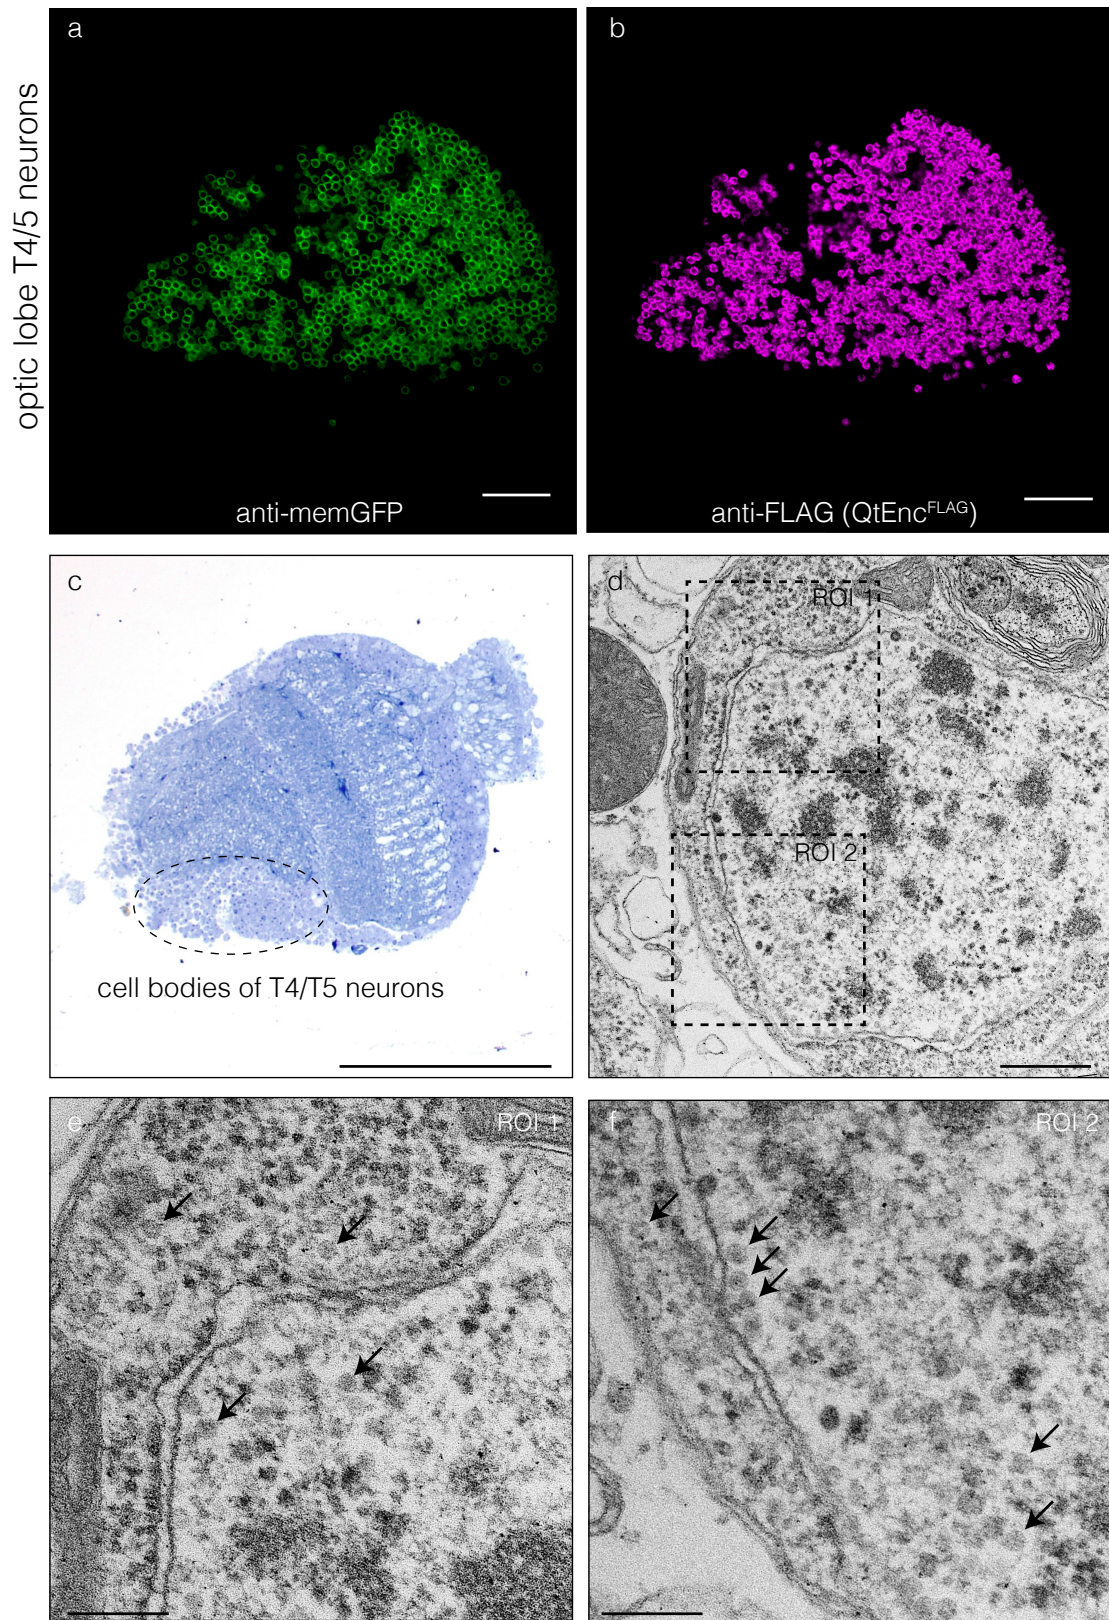 optic lobe T4/5 neurons
a
anti-memGFP
b
anti-FLAG (QtEnc^FLAG)
c
cell bodies of T4/T5 neurons
d
ROI 1
ROI 2
e
ROI 1
f
ROI 2